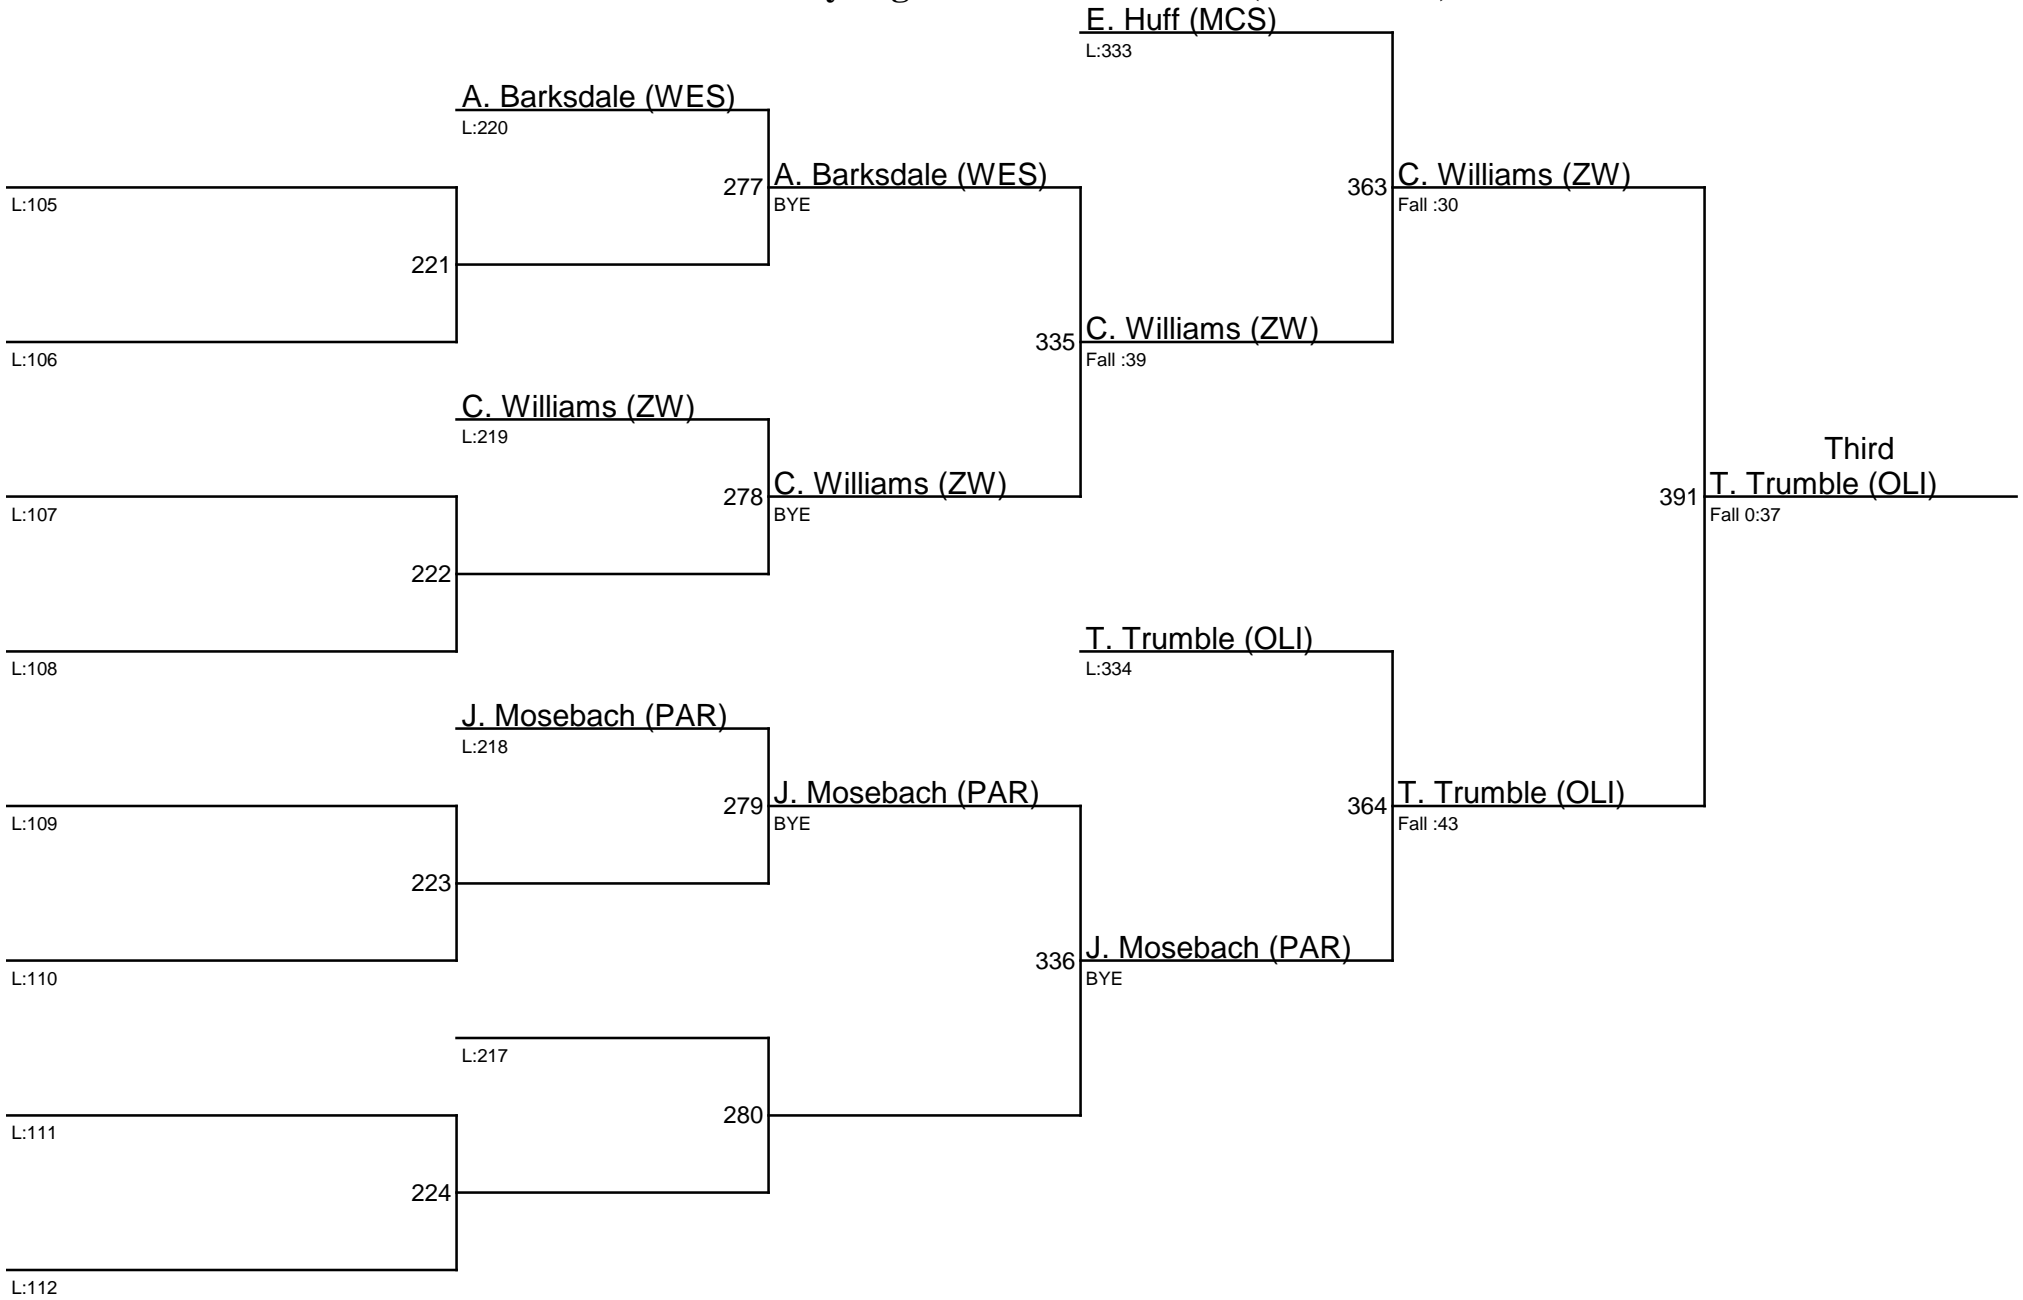 E. Huff (MCS)
L:333
A. Barksdale (WES)
L:220
277 A. Barksdale (WES)
BYE
363 C. Williams (ZW)
Fall :30
L:105
221
335 C. Williams (ZW)
Fall :39
L:106
C. Williams (ZW)
L:219
Third
278 C. Williams (ZW)
BYE
391 T. Trumble (OLI)
Fall 0:37
L:107
222
T. Trumble (OLI)
L:334
L:108
J. Mosebach (PAR)
L:218
279 J. Mosebach (PAR)
BYE
364 T. Trumble (OLI)
Fall :43
L:109
223
336 J. Mosebach (PAR)
BYE
L:110
L:217
280
L:111
224
L:112